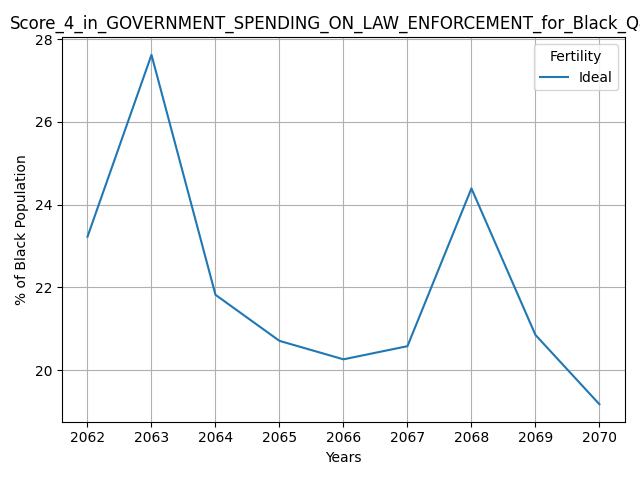 Score_4_in_GOVERNMENT_SPENDING_ON_LAW_ENFORCEMENT_for_Black_Q
28
26
24
22
20
% of Black Population
Fertility
Ideal
2062 2063 2064 2065 2066 2067 2068 2069 2070
Years